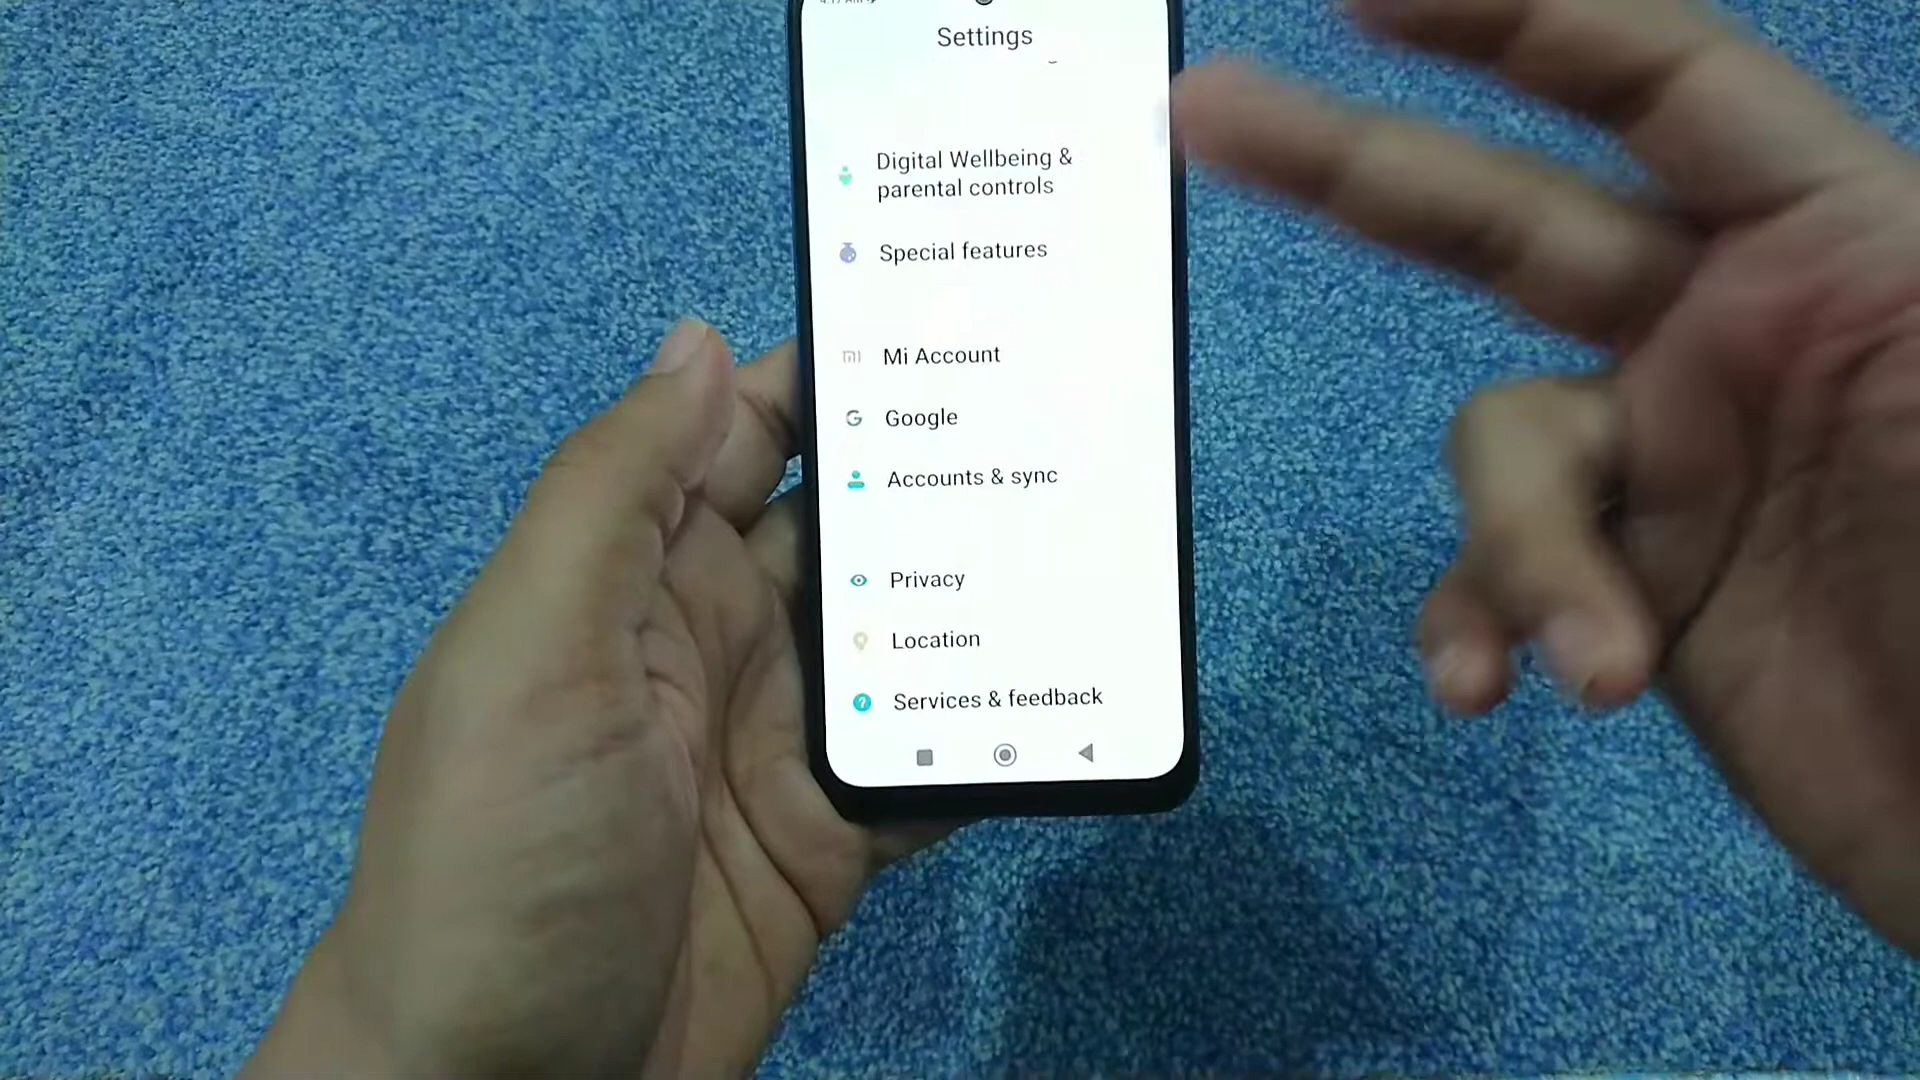 Settings
Digital Wellbeing &
parental controls
Special features
Mi Account
Google
Accounts & sync
Privacy
Location
Services & feedback